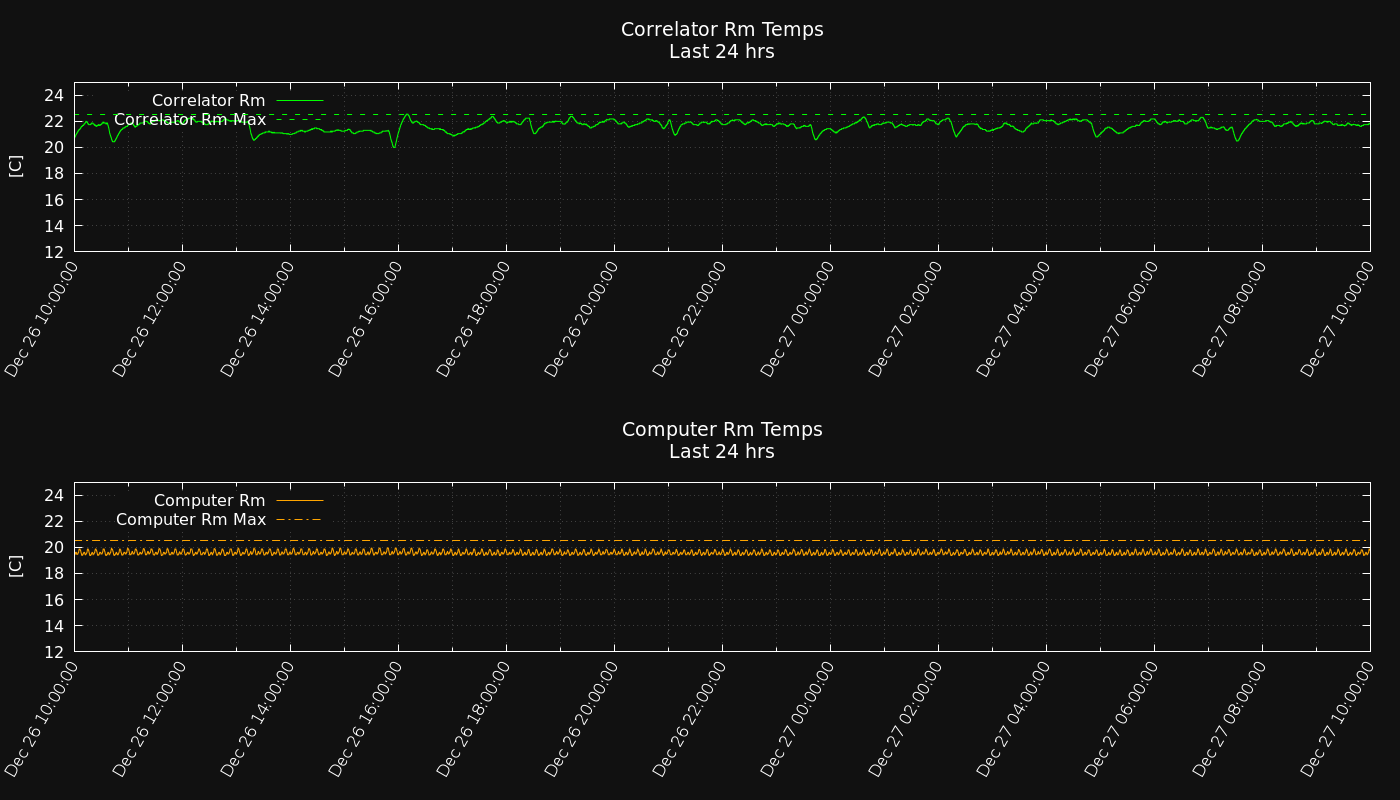 Correlator Rm Temps
Last 24 hrs
Correlator Rm
Correlator Rm Max
[C]
24
22
20
18
16
14
12
Dec 26 10:00:00
Dec 26 12:00:00
Dec 26 14:00:00
Dec 26 16:00:00
Dec 26 18:00:00
Dec 26 20:00:00
Dec 26 22:00:00
Dec 27 00:00:00
Dec 27 02:00:00
Dec 27 04:00:00
Dec 27 06:00:00
Dec 27 08:00:00
Dec 27 10:00:00
Computer Rm Temps
Last 24 hrs
Computer Rm
Computer Rm Max
[C]
24
22
20
18
16
14
12
Dec 26 10:00:00
Dec 26 12:00:00
Dec 26 14:00:00
Dec 26 16:00:00
Dec 26 18:00:00
Dec 26 20:00:00
Dec 26 22:00:00
Dec 27 00:00:00
Dec 27 02:00:00
Dec 27 04:00:00
Dec 27 06:00:00
Dec 27 08:00:00
Dec 27 10:00:00